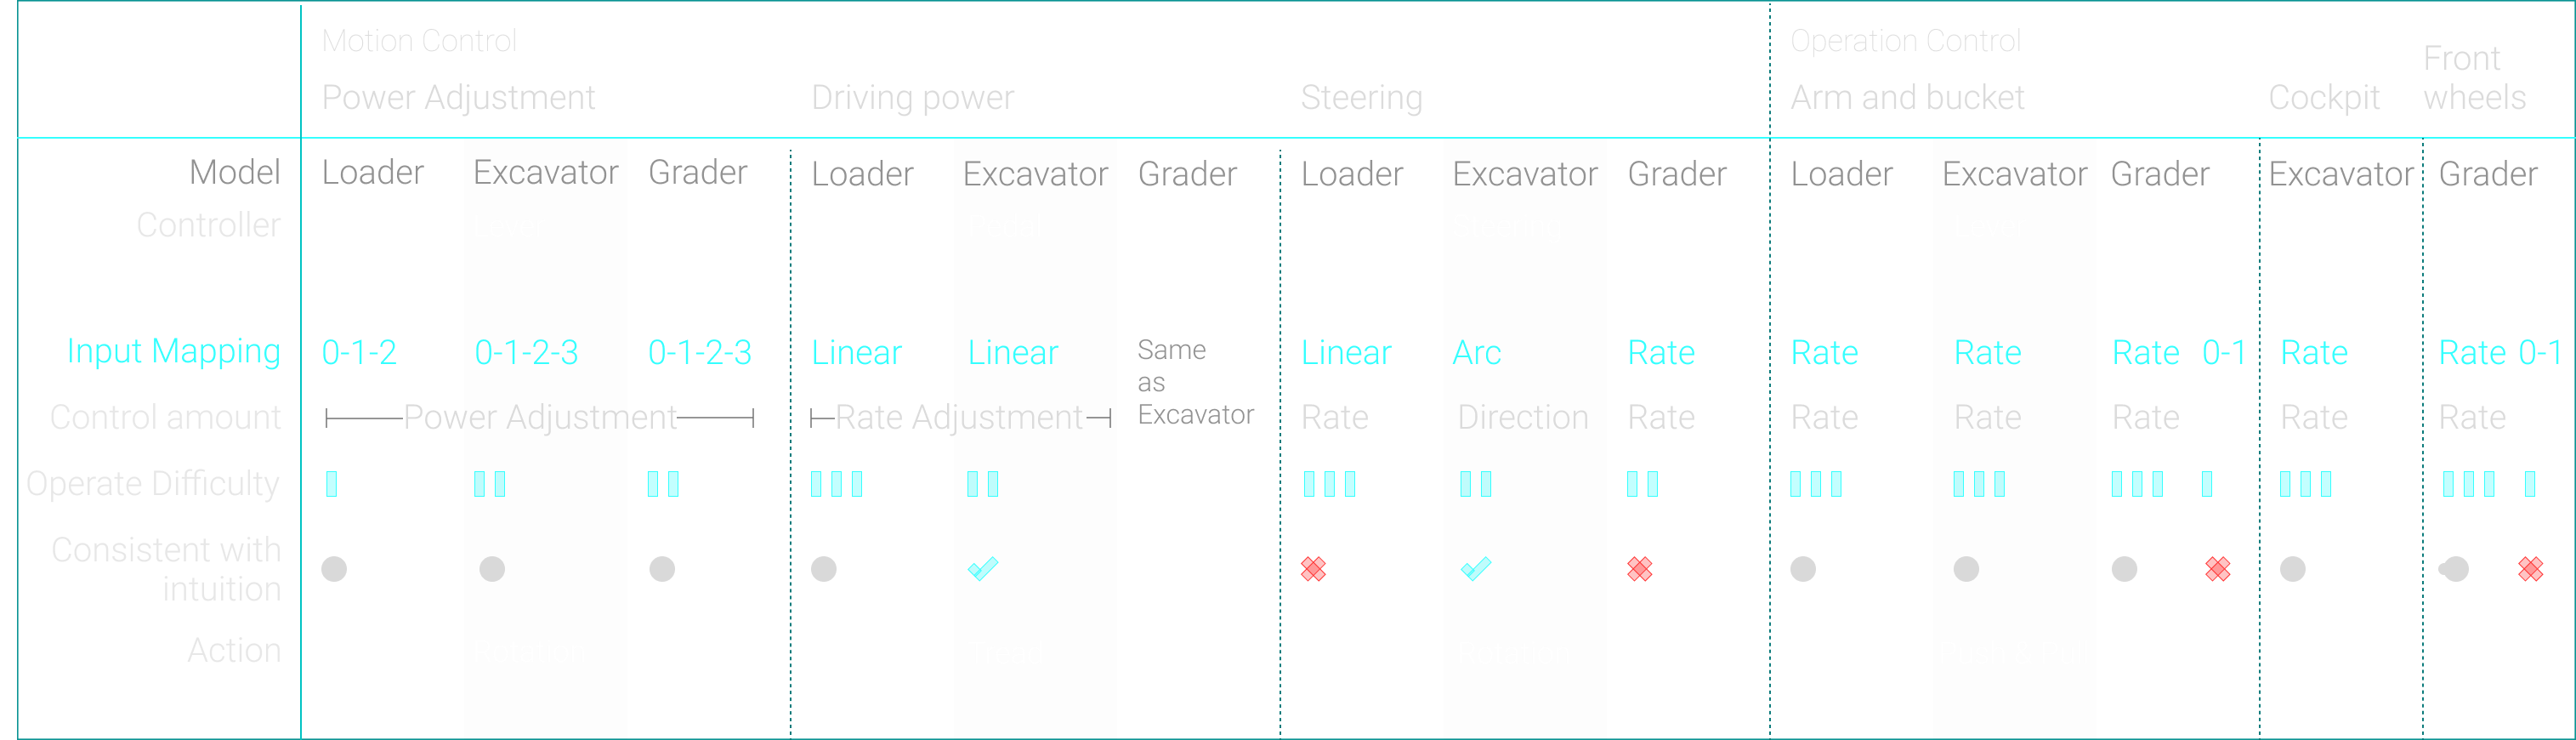 Motion Control
Operation Control
Power Adjustment Driving power Steering Arm and bucket Cockpit Front wheels
Model Loader Excavator Grader Loader Excavator Grader Loader Excavator Grader Loader Excavator Grader Excavator Grader
Controller
Input Mapping 0-1-2 0-1-2-3 0-1-2-3 Linear Linear Same as Excavator Linear Arc Rate Rate Rate Rate 0-1 Rate Rate 0-1
Control amount Power Adjustment Rate Adjustment Rate Direction Rate Rate Rate Rate Rate Rate
Operate Difficulty
Consistent with
intuition
Action